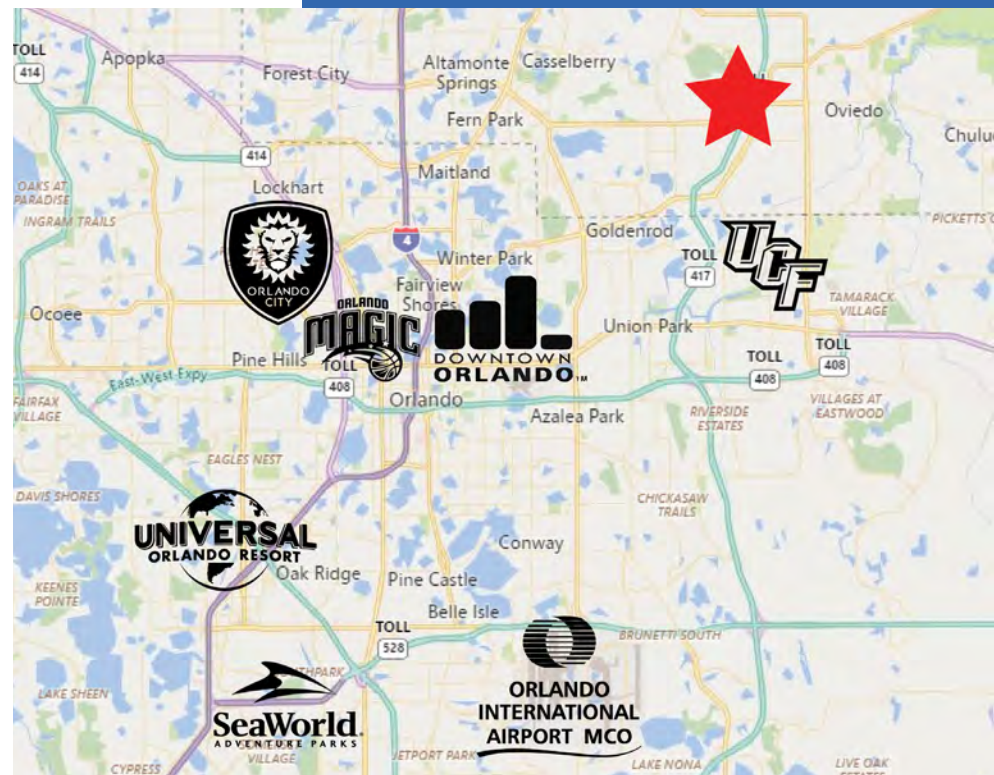 TOLL
414
Apopka
Forest City
Altamonte
Springs
Casselberry
Fern Park
Oviedo
414
Maitland
Lockhart
OAKS AT
PARADISE
INGRAM TRAILS
PICKETTS
Goldenrod
4
ORLANDO
CITY
Winter Park
TOLL
417
UCF
Fairview
Shores
ORLANDO
MAGIC
TAMARACK
VILLAGE
Ocoee
Union Park
DOWNTOWN
ORLANDO TM
Pine Hills
TOLL
408
TOLL
408
TOLL
408
East-West Expy
Orlando
FAIRFAX
VILLAGE
Azalea Park
RIVERSIDE
ESTATES
VILLAGES AT
EASTWOOD
EAGLES NEST
DAVIS SHORES
CHICKASAW
TRAILS
UNIVERSAL
ORLANDO RESORT
Conway
Oak Ridge
Pine Castle
KEENES
POINTE
Belle Isle
TOLL
528
BRUNETTI SOUTH
LAKE SHEEN
SeaWorld.
ADVENTURE PARKS
VILLAGE
ORLANDO
INTERNATIONAL
AIRPORT MCO
CYPRESS
JETPORT PARK
LAKE NONA
LIVE OAK